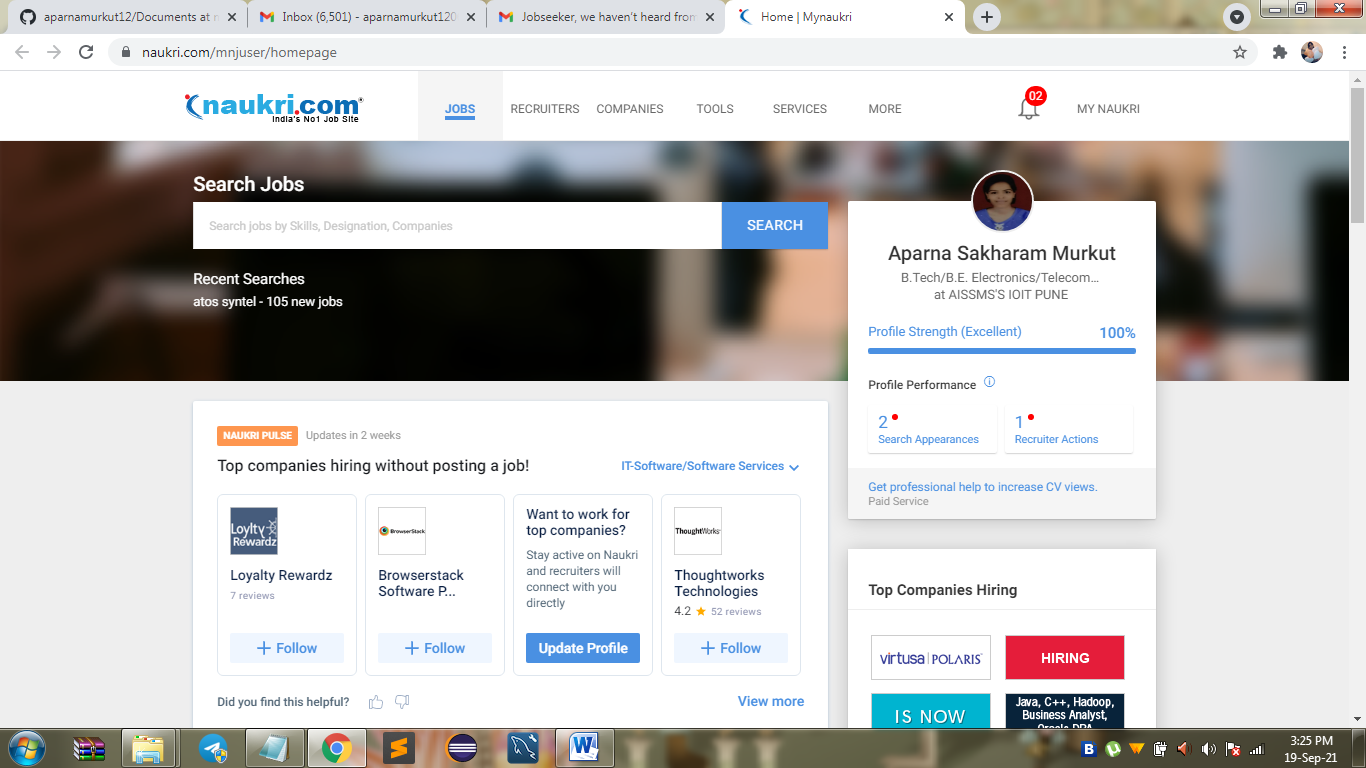 aparnamurkut12/Documents at r
Inbox (6,501) - aparnamurkut120
Jobseeker, we haven't heard from
Home | Mynaukri
naukri.com/mnjuser/homepage
naukri.com
India's No1 Job Site
JOBS
RECRUITERS
COMPANIES
TOOLS
SERVICES
MORE
02
MY NAUKRI
Search Jobs
Search jobs by Skills, Designation, Companies
SEARCH
Recent Searches
atos syntel - 105 new jobs
Aparna Sakharam Murkut
B.Tech/B.E. Electronics/Telecom...
at AISSMS'S IOIT PUNE
Profile Strength (Excellent)
100%
Profile Performance
2
Search Appearances
1
Recruiter Actions
Get professional help to increase CV views.
Paid Service
NAUKRI PULSE
Updates in 2 weeks
Top companies hiring without posting a job!
IT-Software/Software Services
Loylty
Rewardz
Loyalty Rewardz
7 reviews
+ Follow
BrowserStack
Browserstack
Software P...
+ Follow
Want to work for
top companies?
Stay active on Naukri
and recruiters will
connect with you
directly
Update Profile
ThoughtWorks
Thoughtworks
Technologies
4.2 ★ 52 reviews
+ Follow
Did you find this helpful?
View more
Top Companies Hiring
virtusa | POLARIS
HIRING
IS NOW
Java, C++, Hadoop,
Business Analyst,
Oracle DBA
3:25 PM
19-Sep-21